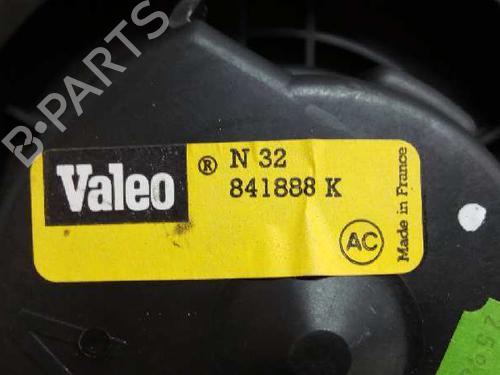 B-PARTS
Valeo
® N 32
841888 K
AC
Made in France